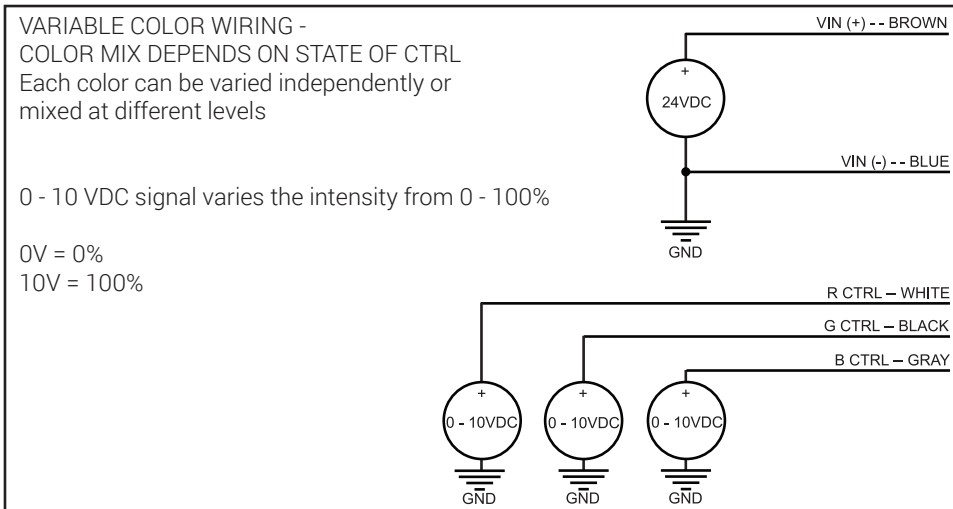 VARIABLE COLOR WIRING -
COLOR MIX DEPENDS ON STATE OF CTRL
Each color can be varied independently or
mixed at different levels
0 - 10 VDC signal varies the intensity from 0 - 100%
0V = 0%
10V = 100%
VIN (+) - - BROWN
+
24VDC
VIN (-) - - BLUE
GND
R CTRL – WHITE
G CTRL – BLACK
B CTRL – GRAY
+ + +
0 - 10VDC 0 - 10VDC 0 - 10VDC
GND GND GND